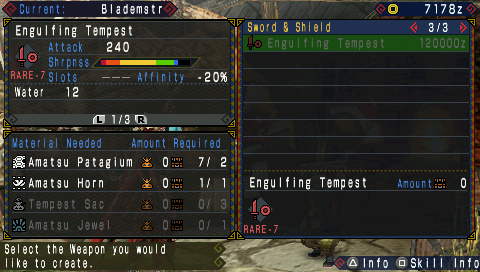 Current: Blademstr
7178z
Engulfing Tempest
Attack 240
Shrpnss
RARE-7 Slots --- Affinity -20%
Water 12
L 1/3 R
Sword & Shield 3/3
Engulfing Tempest 120000z
Material Needed Amount Required
Amatsu Patagium 0 7/ 2
Amatsu Horn 0 1/ 1
Tempest Sac 0 0/ 3
Amatsu Jewel 0 0/ 1
Engulfing Tempest Amount 0
RARE-7
Select the Weapon you would
like to create.
Info Skill Info